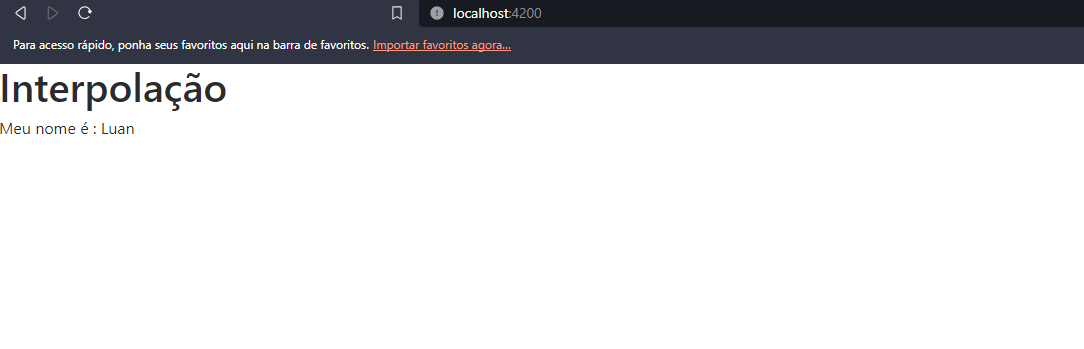 localhost:4200
Para acesso rápido, ponha seus favoritos aqui na barra de favoritos. Importar favoritos agora...
Interpolação
Meu nome é : Luan